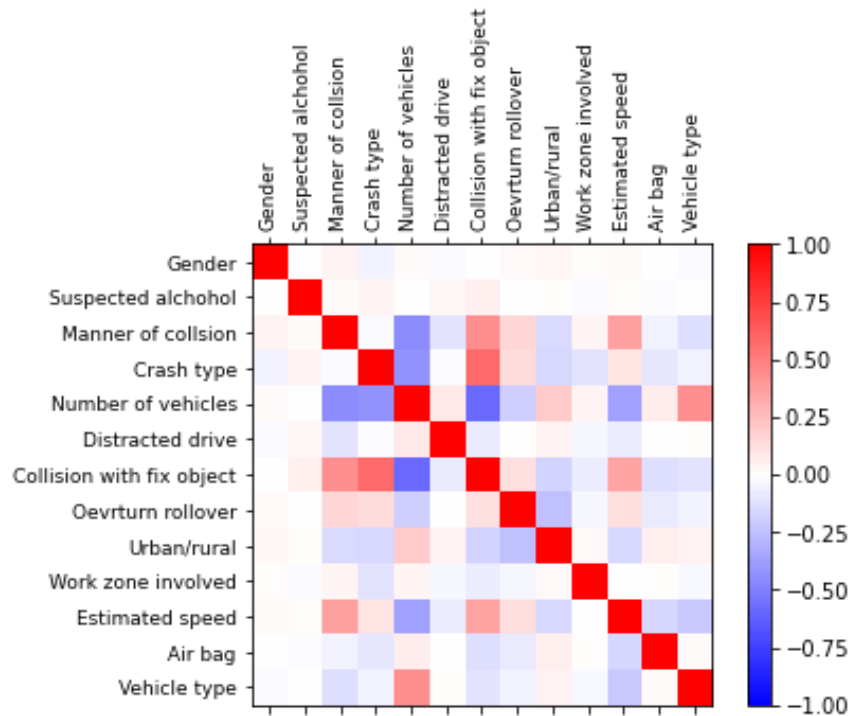 Gender
Suspected alchohol
Manner of collsion
Crash type
Number of vehicles
Distracted drive
Collision with fix object
Oevrturn rollover
Urban/rural
Work zone involved
Estimated speed
Air bag
Vehicle type
Gender
Suspected alchohol
Manner of collsion
Crash type
Number of vehicles
Distracted drive
Collision with fix object
Oevrturn rollover
Urban/rural
Work zone involved
Estimated speed
Air bag
Vehicle type
1.00
0.75
0.50
0.25
0.00
−0.25
−0.50
−0.75
−1.00